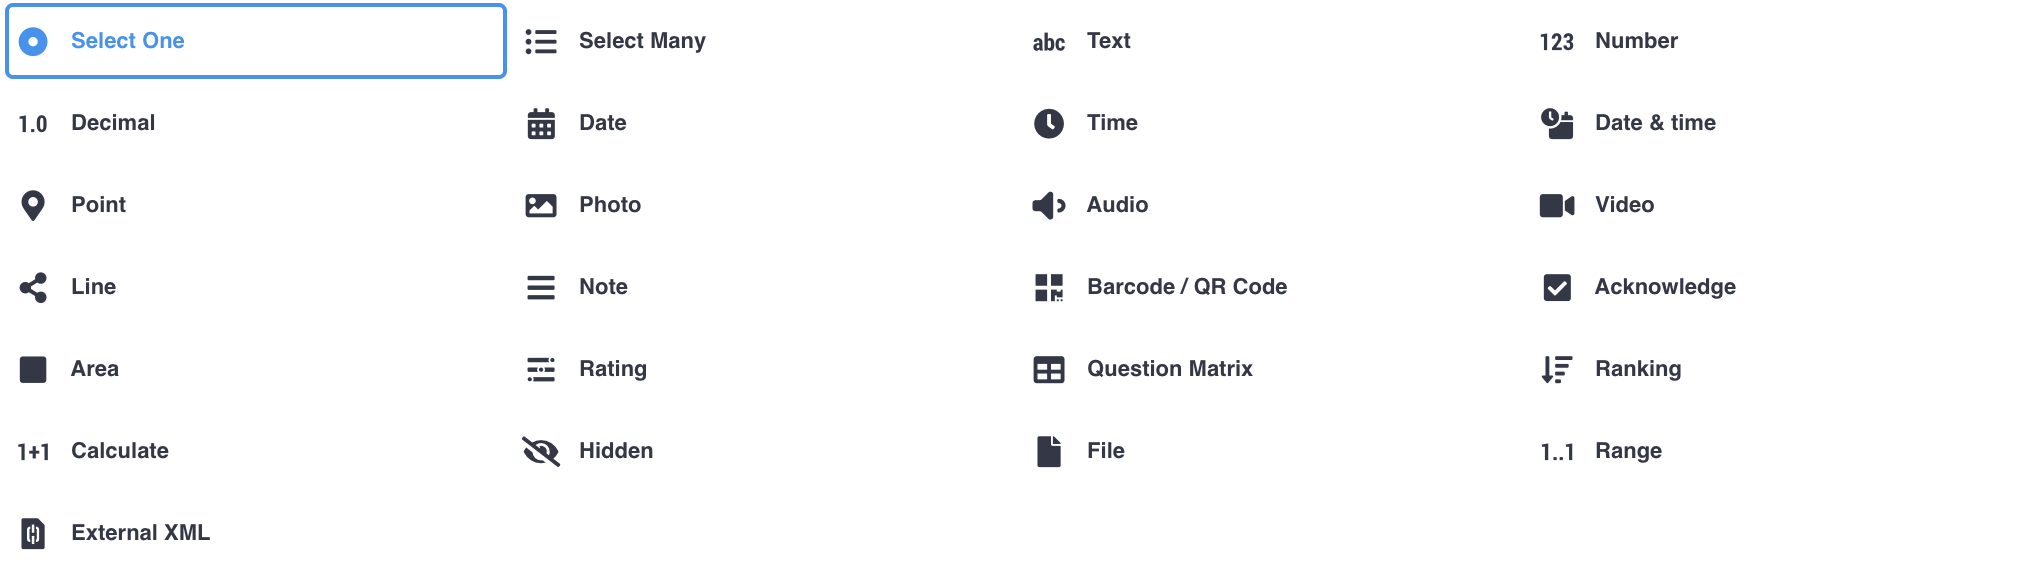 Select One
Select Many
abc Text
123 Number
1.0 Decimal
Date
Time
Date & time
Point
Photo
Audio
Video
Line
Note
Barcode / QR Code
Acknowledge
Area
Rating
Question Matrix
Ranking
1+1 Calculate
Hidden
File
1..1 Range
External XML